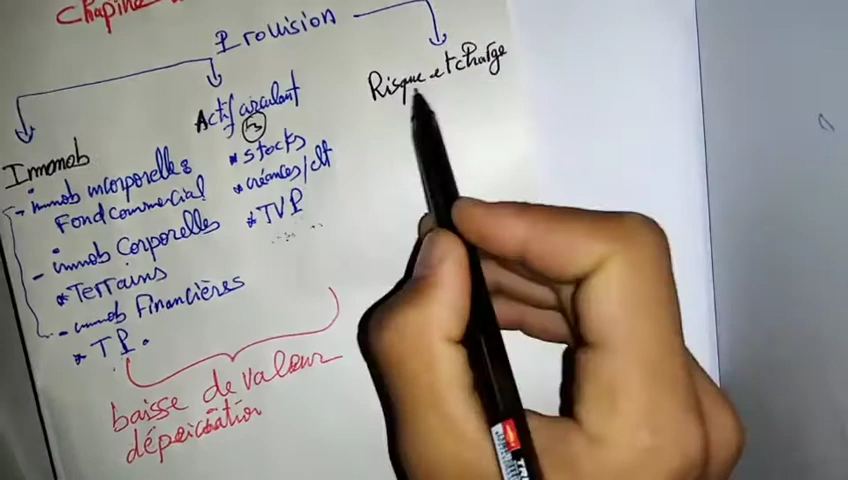 Chapitre
Provision
Immob
- immob incorporelles
Fond commercial
- immob Corporelles
* Terrains
- immob Financières
* T P.
Actif circulant
3
* stocks
* créances/clt
* TVP
Risque et charge
baisse de valeur
dépréciation